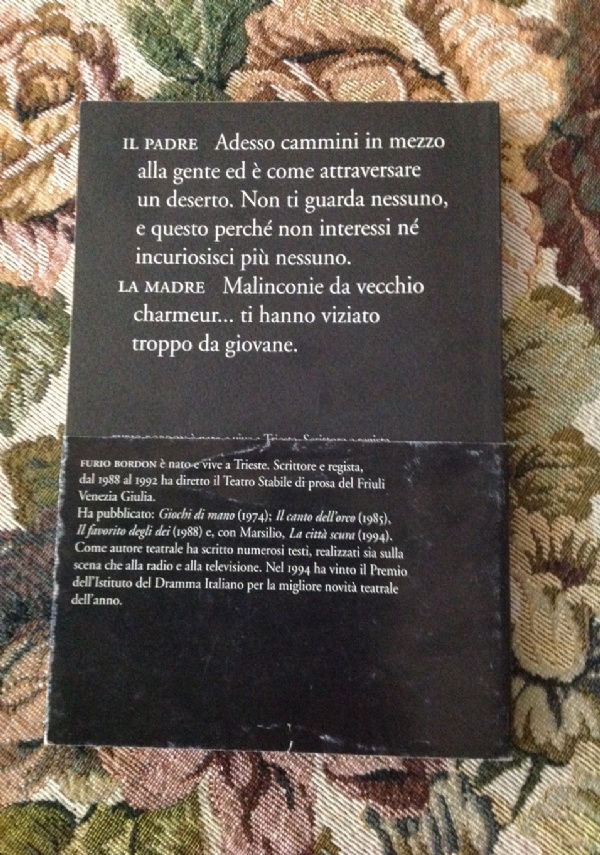 IL PADRE Adesso cammini in mezzo
alla gente ed è come attraversare
un deserto. Non ti guarda nessuno,
e questo perché non interessi né
incuriosisci più nessuno.
LA MADRE Malinconie da vecchio
charmeur... ti hanno viziato
troppo da giovane.
FURIO BORDON è nato e vive a Trieste. Scrittore e regista,
dal 1988 al 1992 ha diretto il Teatro Stabile di prosa del Friuli
Venezia Giulia.
Ha pubblicato: Giochi di mano (1974); Il canto dell'orco (1985),
Il favorito degli dei (1988) e, con Marsilio, La città scura (1994).
Come autore teatrale ha scritto numerosi testi, realizzati sia sulla
scena che alla radio e alla televisione. Nel 1994 ha vinto il Premio
dell'Istituto del Dramma Italiano per la migliore novità teatrale
dell'anno.